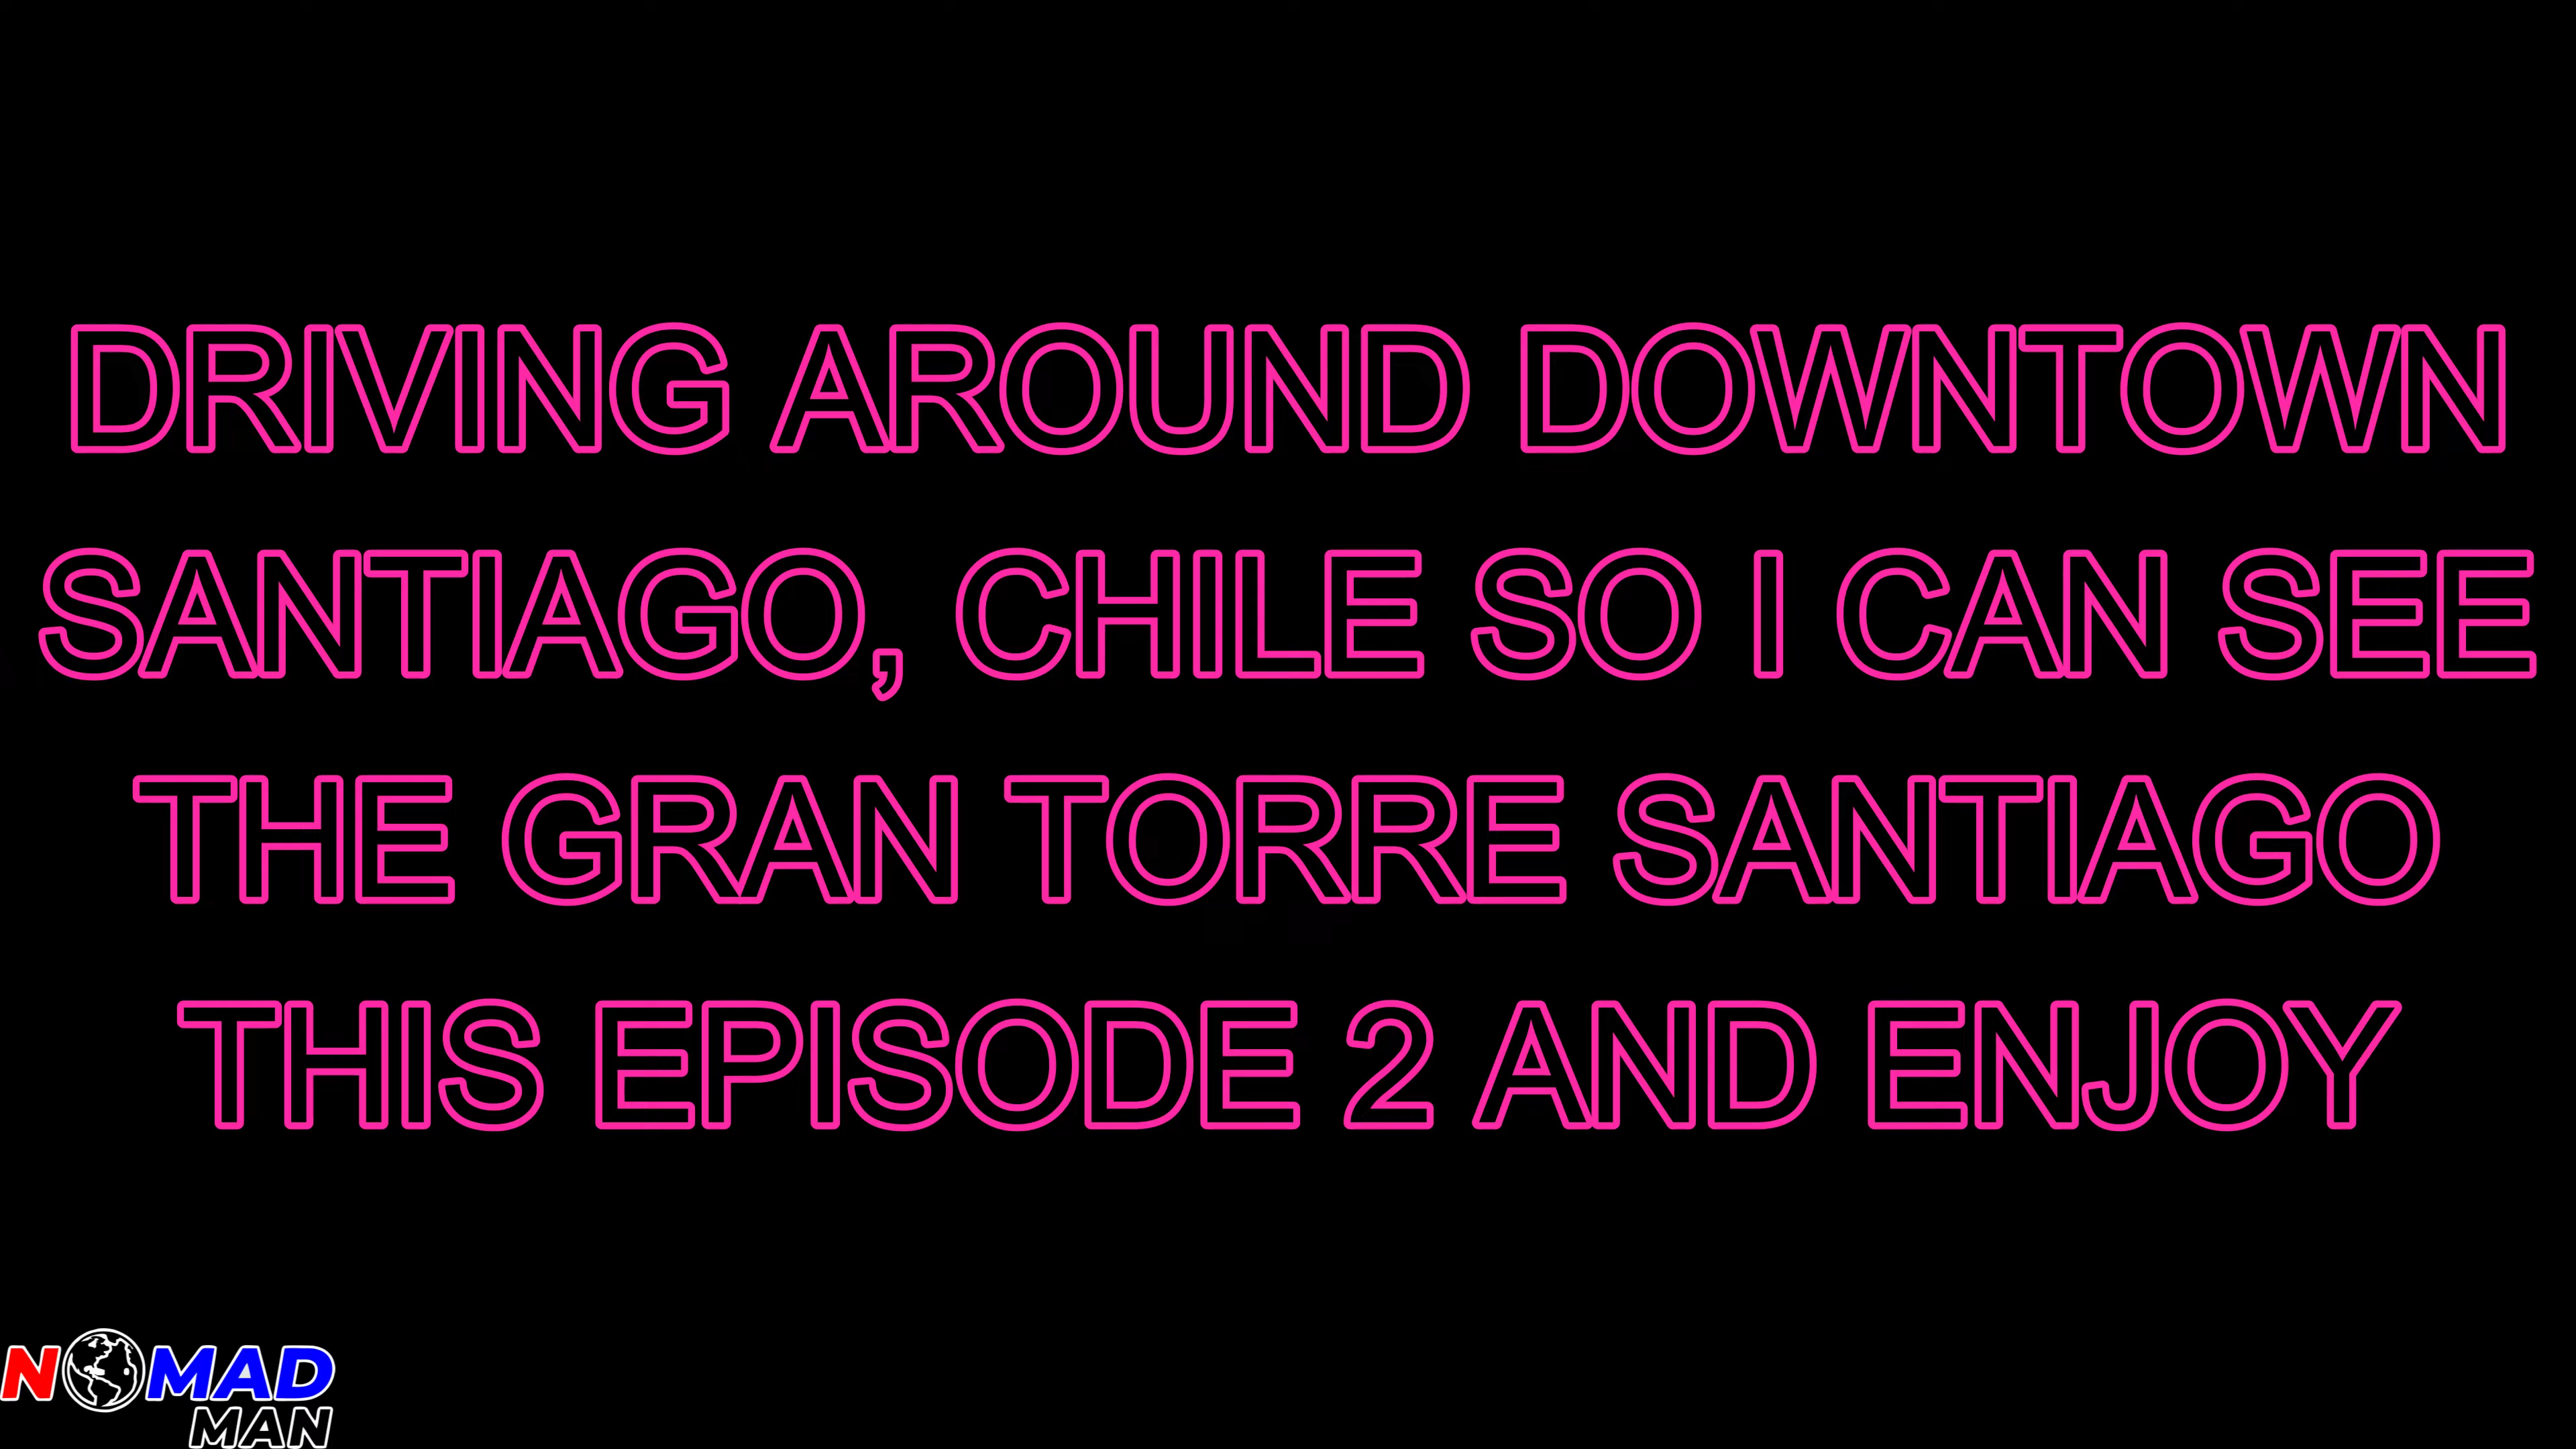 DRIVING AROUND DOWNTOWN
SANTIAGO, CHILE SO I CAN SEE
THE GRAN TORRE SANTIAGO
THIS EPISODE 2 AND ENJOY
NOMAD
MAN